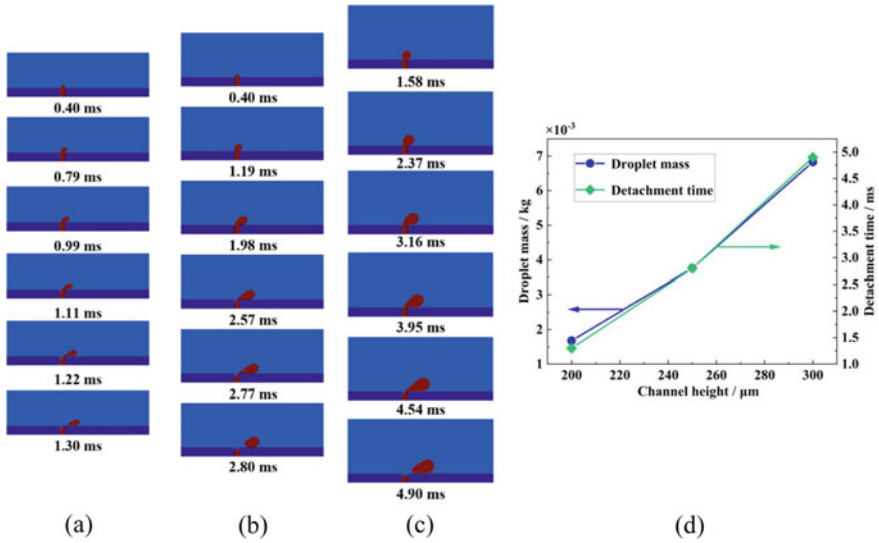 0.40 ms
0.79 ms
0.99 ms
1.11 ms
1.22 ms
1.30 ms
(a)
0.40 ms
1.19 ms
1.98 ms
2.57 ms
2.77 ms
2.80 ms
(b)
1.58 ms
2.37 ms
3.16 ms
3.95 ms
4.54 ms
4.90 ms
(c)
×10⁻³
Droplet mass / kg
7
6
5
4
3
2
1
Droplet mass
Detachment time
5.0
4.5
4.0
3.5
3.0
2.5
2.0
1.5
1.0
Detachment time / ms
200 220 240 260 280 300
Channel height / μm
(d)